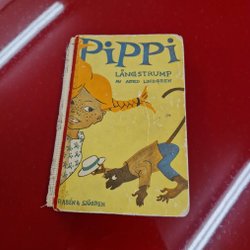 PIPPI
LÅNGSTRUMP
AV ASTRID LINDGREN
RABÉN & SJÖGREN